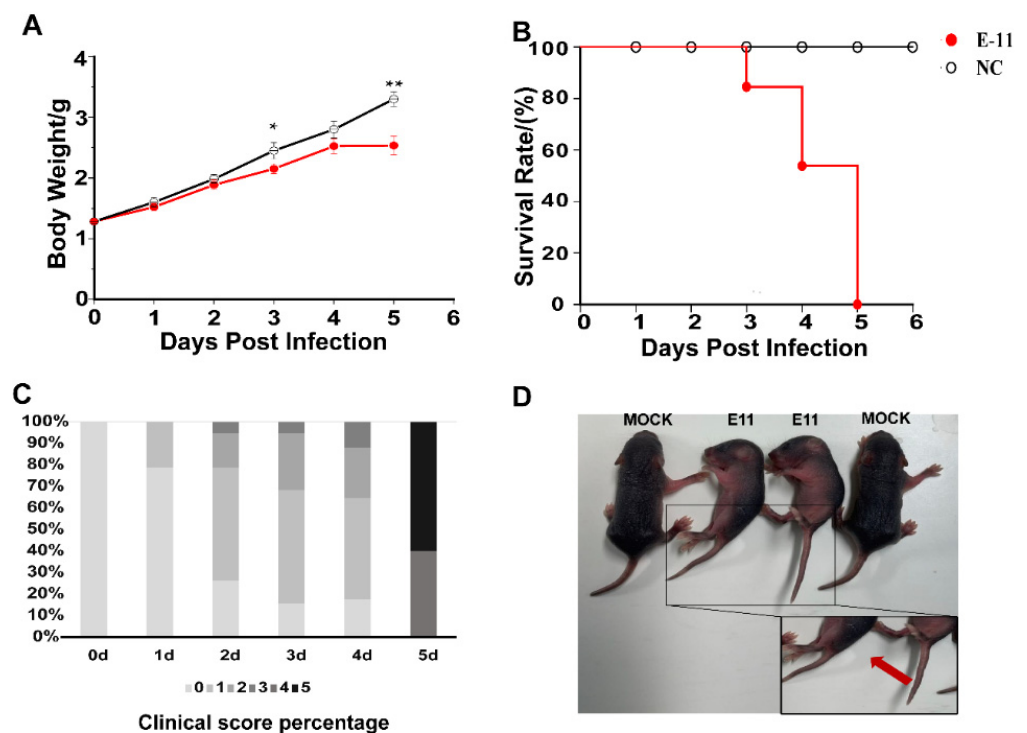 A
Body Weight/g
4
3
2
1
0
*
**
0 1 2 3 4 5 6
Days Post Infection
B
Survival Rate/(%)
100
80
60
40
20
0
0 1 2 3 4 5 6
Days Post Infection
E-11
NC
C
100%
90%
80%
70%
60%
50%
40%
30%
20%
10%
0%
0d 1d 2d 3d 4d 5d
0 1 2 3 4 5
Clinical score percentage
D
MOCK E11 E11 MOCK